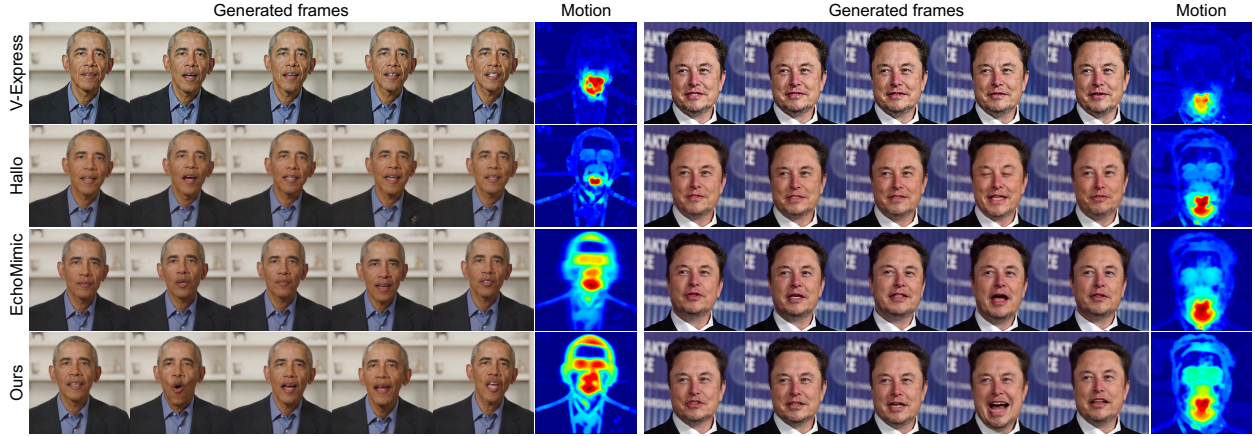 Generated frames Motion Generated frames Motion
V-Express
Hallo
EchoMimic
Ours